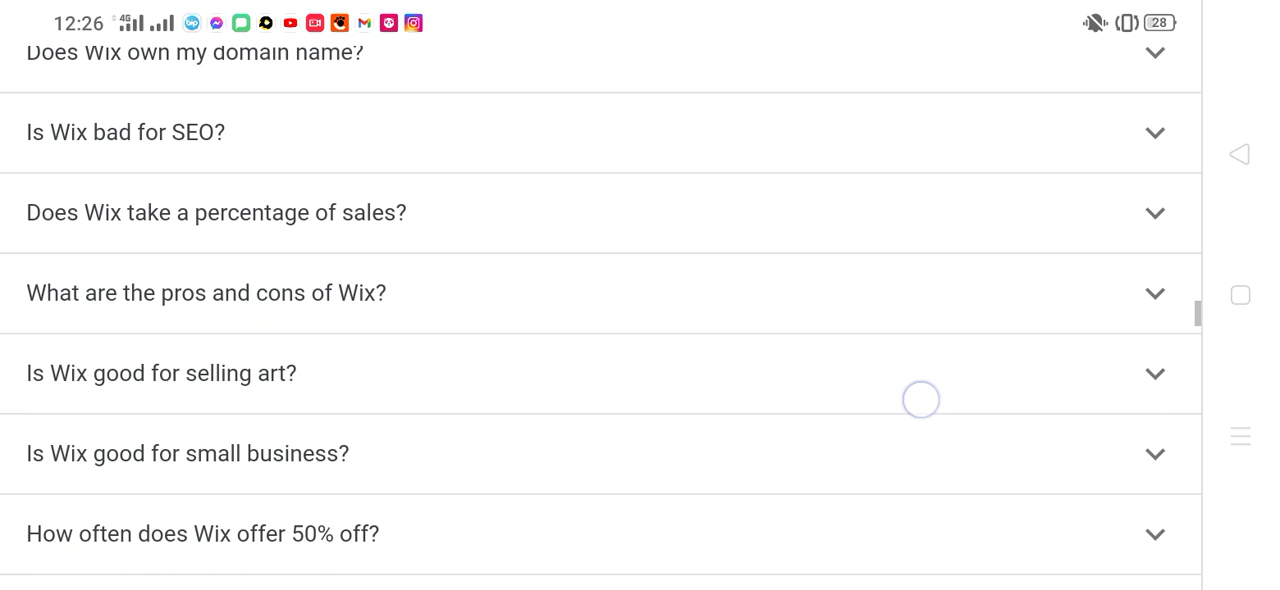 12:26 4G 28
Does Wix own my domain name?
Is Wix bad for SEO?
Does Wix take a percentage of sales?
What are the pros and cons of Wix?
Is Wix good for selling art?
Is Wix good for small business?
How often does Wix offer 50% off?